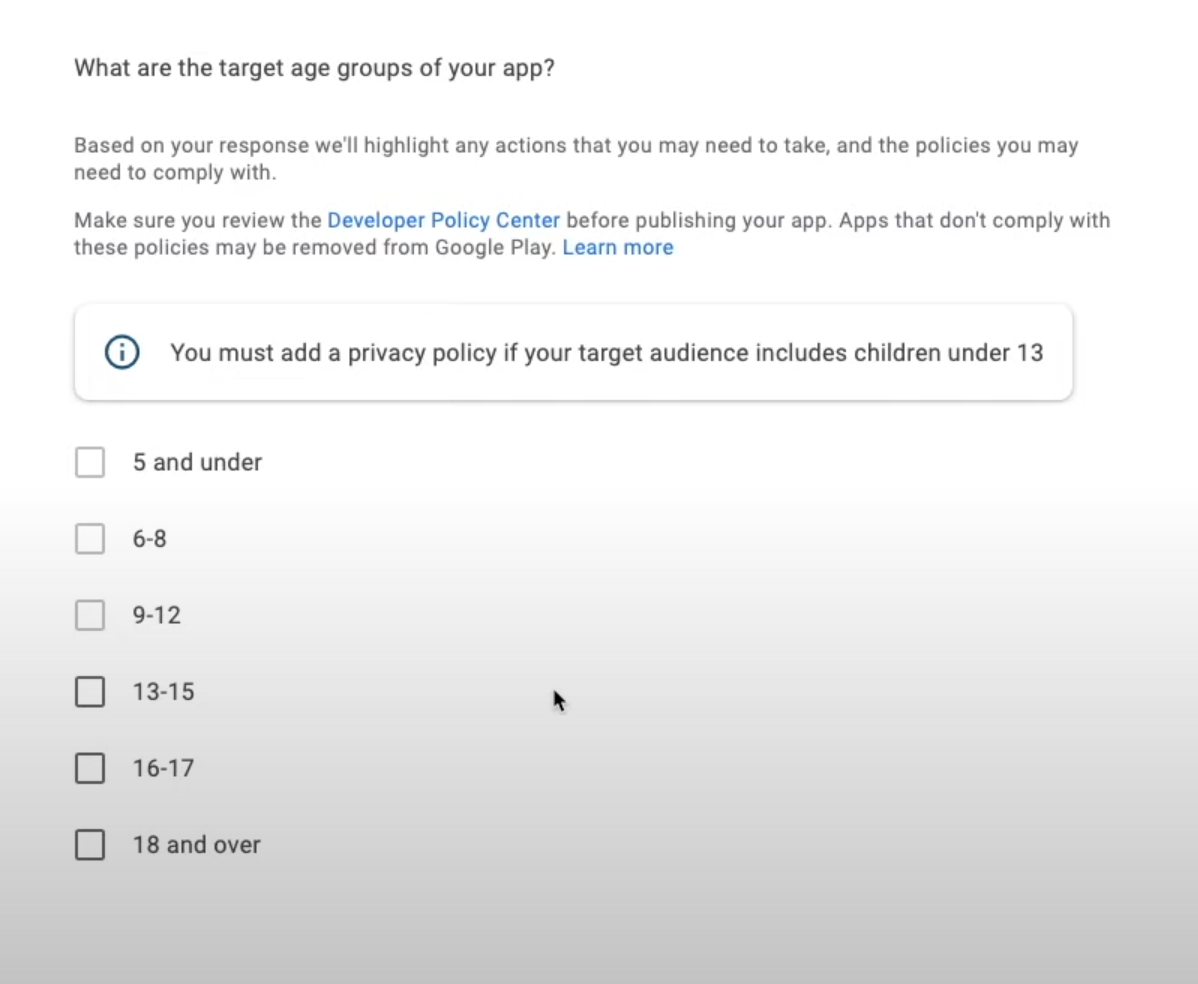 What are the target age groups of your app?
Based on your response we'll highlight any actions that you may need to take, and the policies you may
need to comply with.
Make sure you review the Developer Policy Center before publishing your app. Apps that don't comply with
these policies may be removed from Google Play. Learn more
You must add a privacy policy if your target audience includes children under 13
5 and under
6-8
9-12
13-15
16-17
18 and over